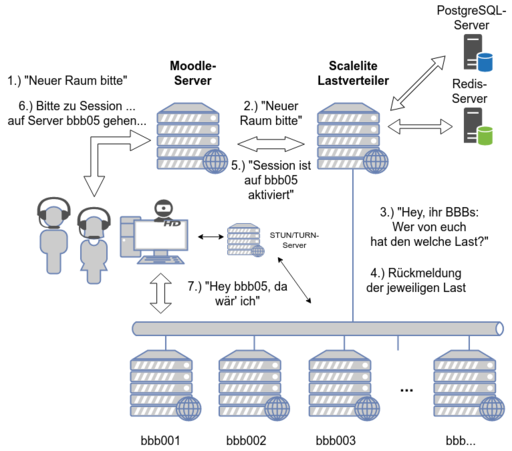 PostgreSQL-
Server
Moodle-
Server
Scalelite
Lastverteiler
Redis-
Server
1.) "Neuer Raum bitte"
6.) Bitte zu Session ...
auf Server bbb05 gehen...
2.) "Neuer
Raum bitte"
5.) "Session ist
auf bbb05
aktiviert"
3.) "Hey, ihr BBBs:
Wer von euch
hat den welche Last?"
4.) Rückmeldung
der jeweiligen Last
HD
STUN/TURN-
Server
7.) "Hey bbb05, da
wär' ich"
...
bbb001
bbb002
bbb003
bbb...